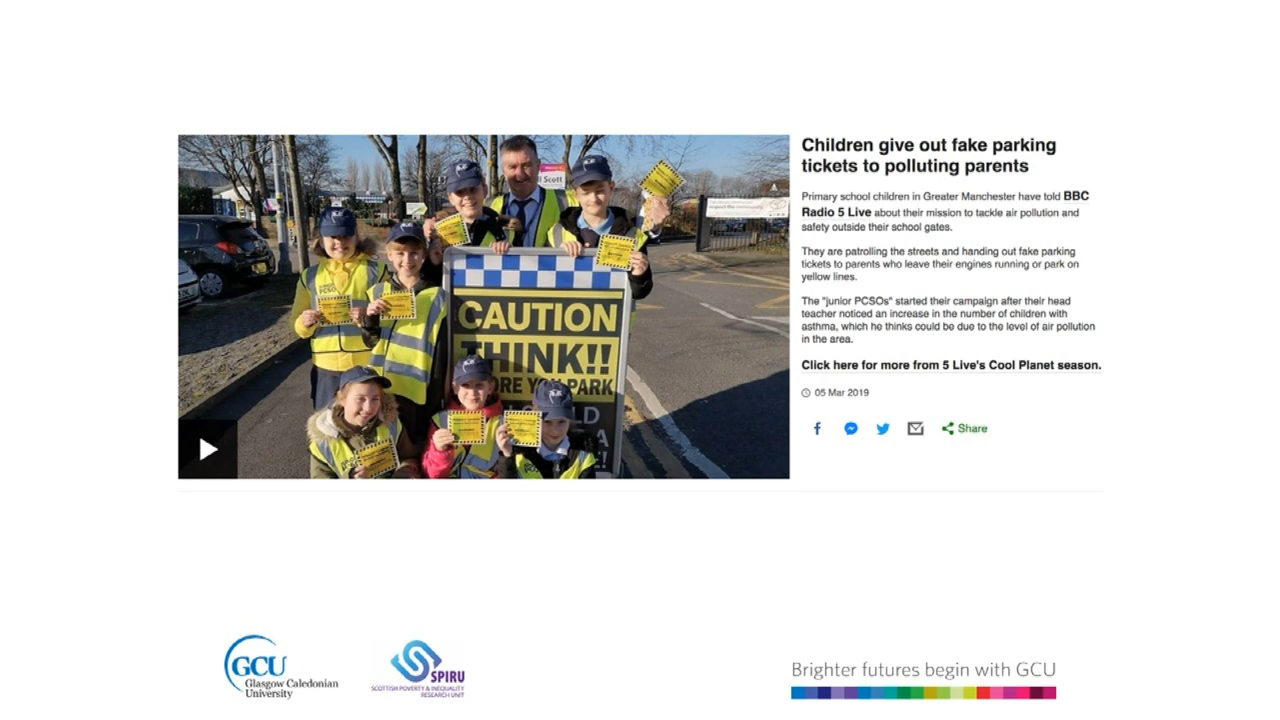 Children give out fake parking
tickets to polluting parents
Primary school children in Greater Manchester have told BBC
Radio 5 Live about their mission to tackle air pollution and
safety outside their school gates.
They are patrolling the streets and handing out fake parking
tickets to parents who leave their engines running or park on
yellow lines.
The "junior PCSOs" started their campaign after their head
teacher noticed an increase in the number of children with
asthma, which he thinks could be due to the level of air pollution
in the area.
Click here for more from 5 Live's Cool Planet season.
05 Mar 2019
Share
Scott
PCSO
CAUTION
THINK!!
YOU PARK
GCU
Glasgow Caledonian
University
SPIRU
SCOTTISH POVERTY & INEQUALITY
RESEARCH UNIT
Brighter futures begin with GCU